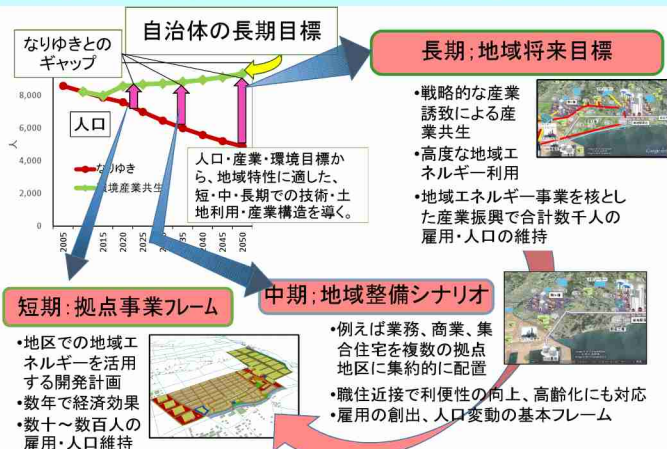 自治体の長期目標
なりゆきとの
ギャップ
長期；地域将来目標
8,000
6,000
4,000
2,000
0
人
人口
なりゆき
環境産業共生
2005
2010
2015
2020
2025
2030
2035
2040
2045
2050
人口・産業・環境目標か
ら、地域特性に適した、
短・中・長期での技術・土
地利用・産業構造を導く。
•戦略的な産業
誘致による産
業共生
•高度な地域エ
ネルギー利用
•地域エネルギー事業を核とし
た産業振興で合計数千人の
雇用・人口の維持
短期：拠点事業フレーム
•地区での地域エ
ネルギーを活用
する開発計画
•数年で経済効果
•数十～数百人の
雇用・人口維持
中期；地域整備シナリオ
•例えば業務、商業、集
合住宅を複数の拠点
地区に集約的に配置
•職住近接で利便性の向上、高齢化にも対応
•雇用の創出、人口変動の基本フレーム